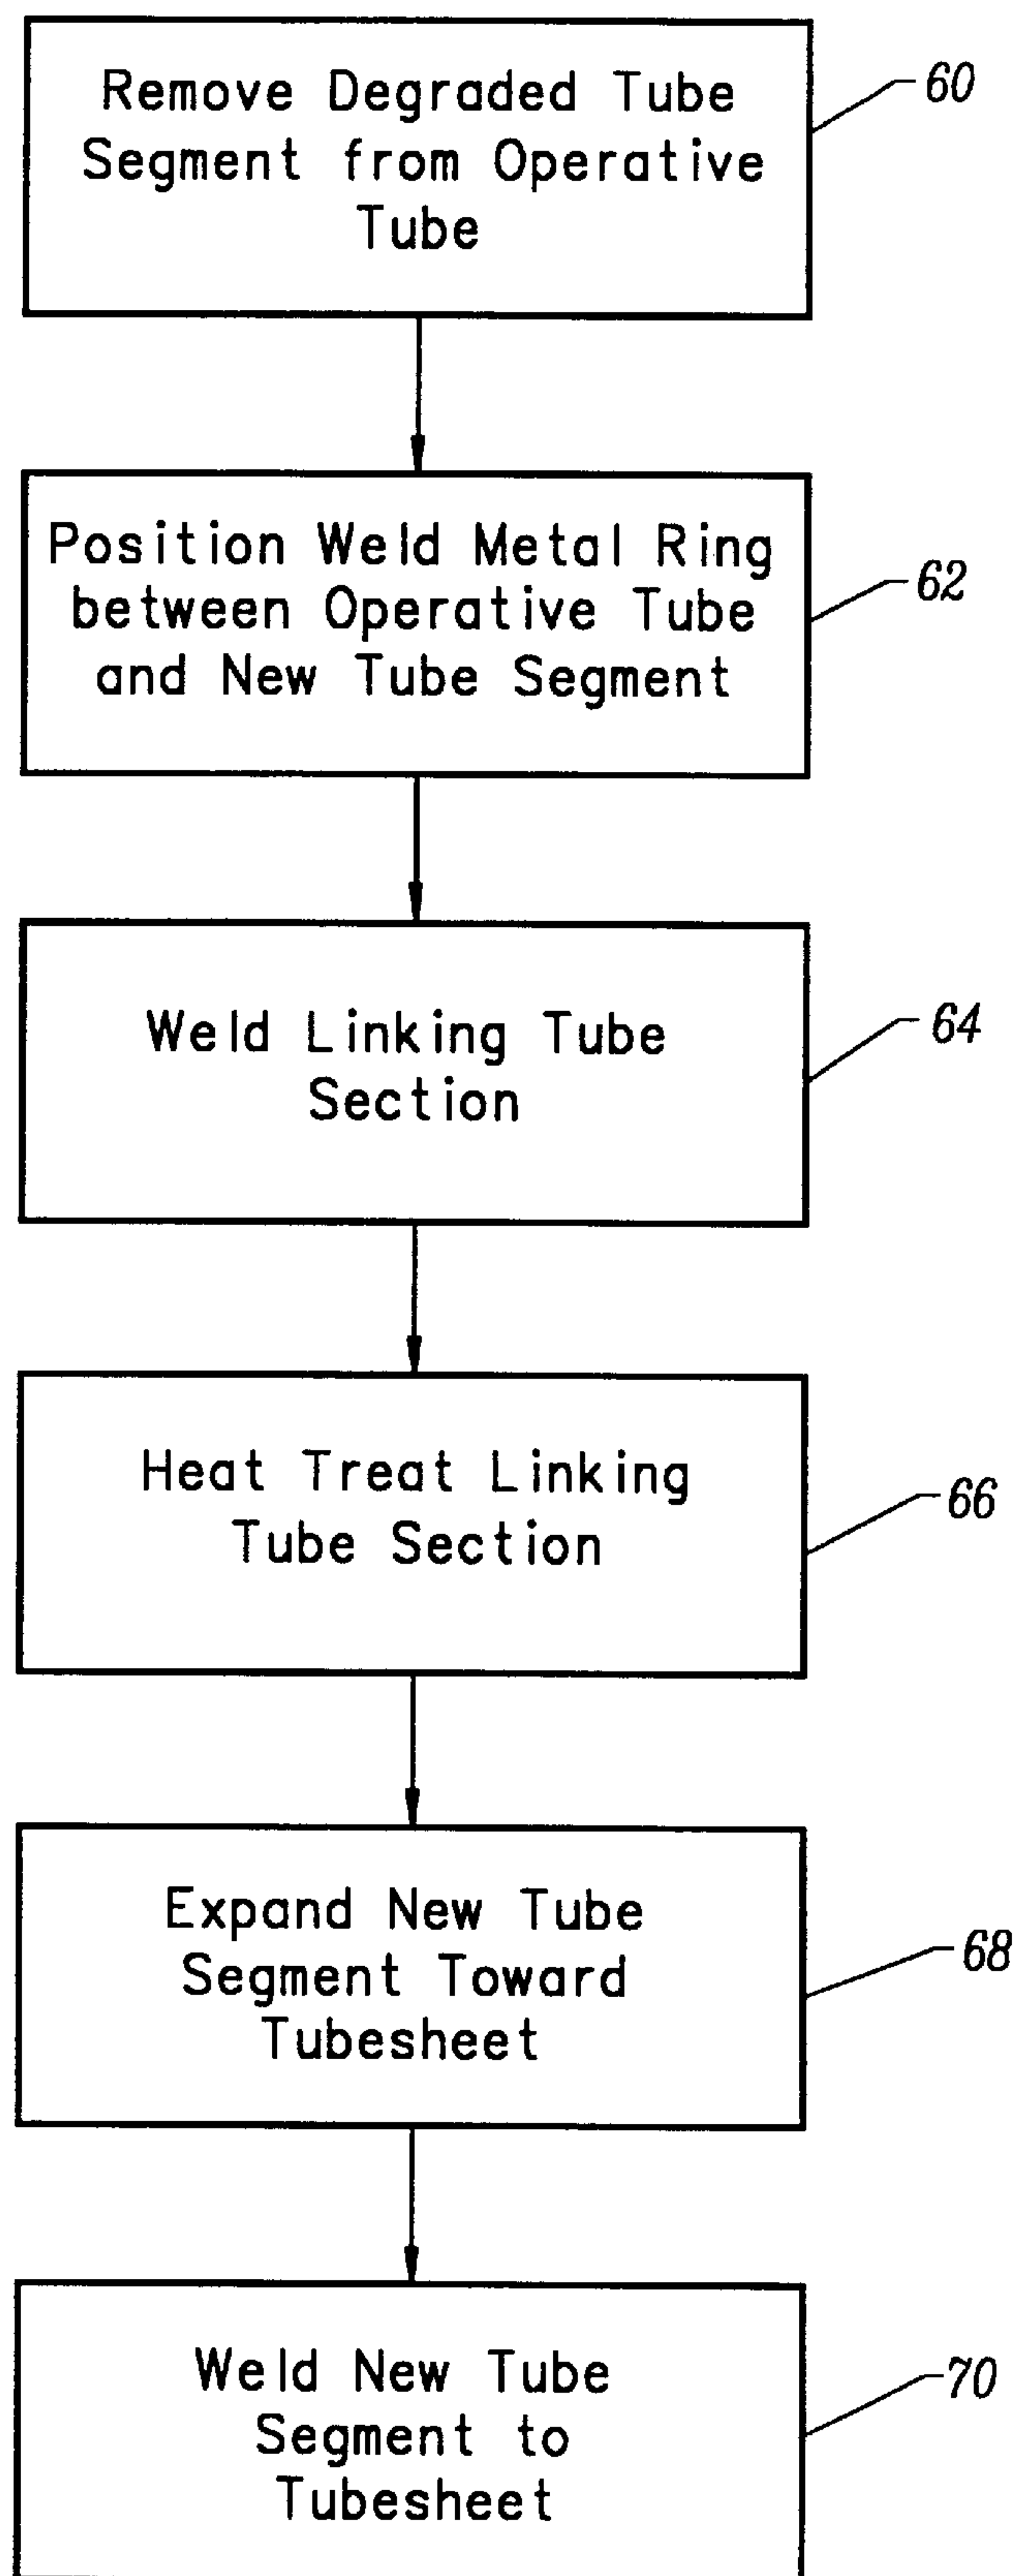 Remove Degraded Tube
Segment from Operative
Tube
60
Position Weld Metal Ring
between Operative Tube
and New Tube Segment
62
Weld Linking Tube
Section
64
Heat Treat Linking
Tube Section
66
Expand New Tube
Segment Toward
Tubesheet
68
Weld New Tube
Segment to
Tubesheet
70